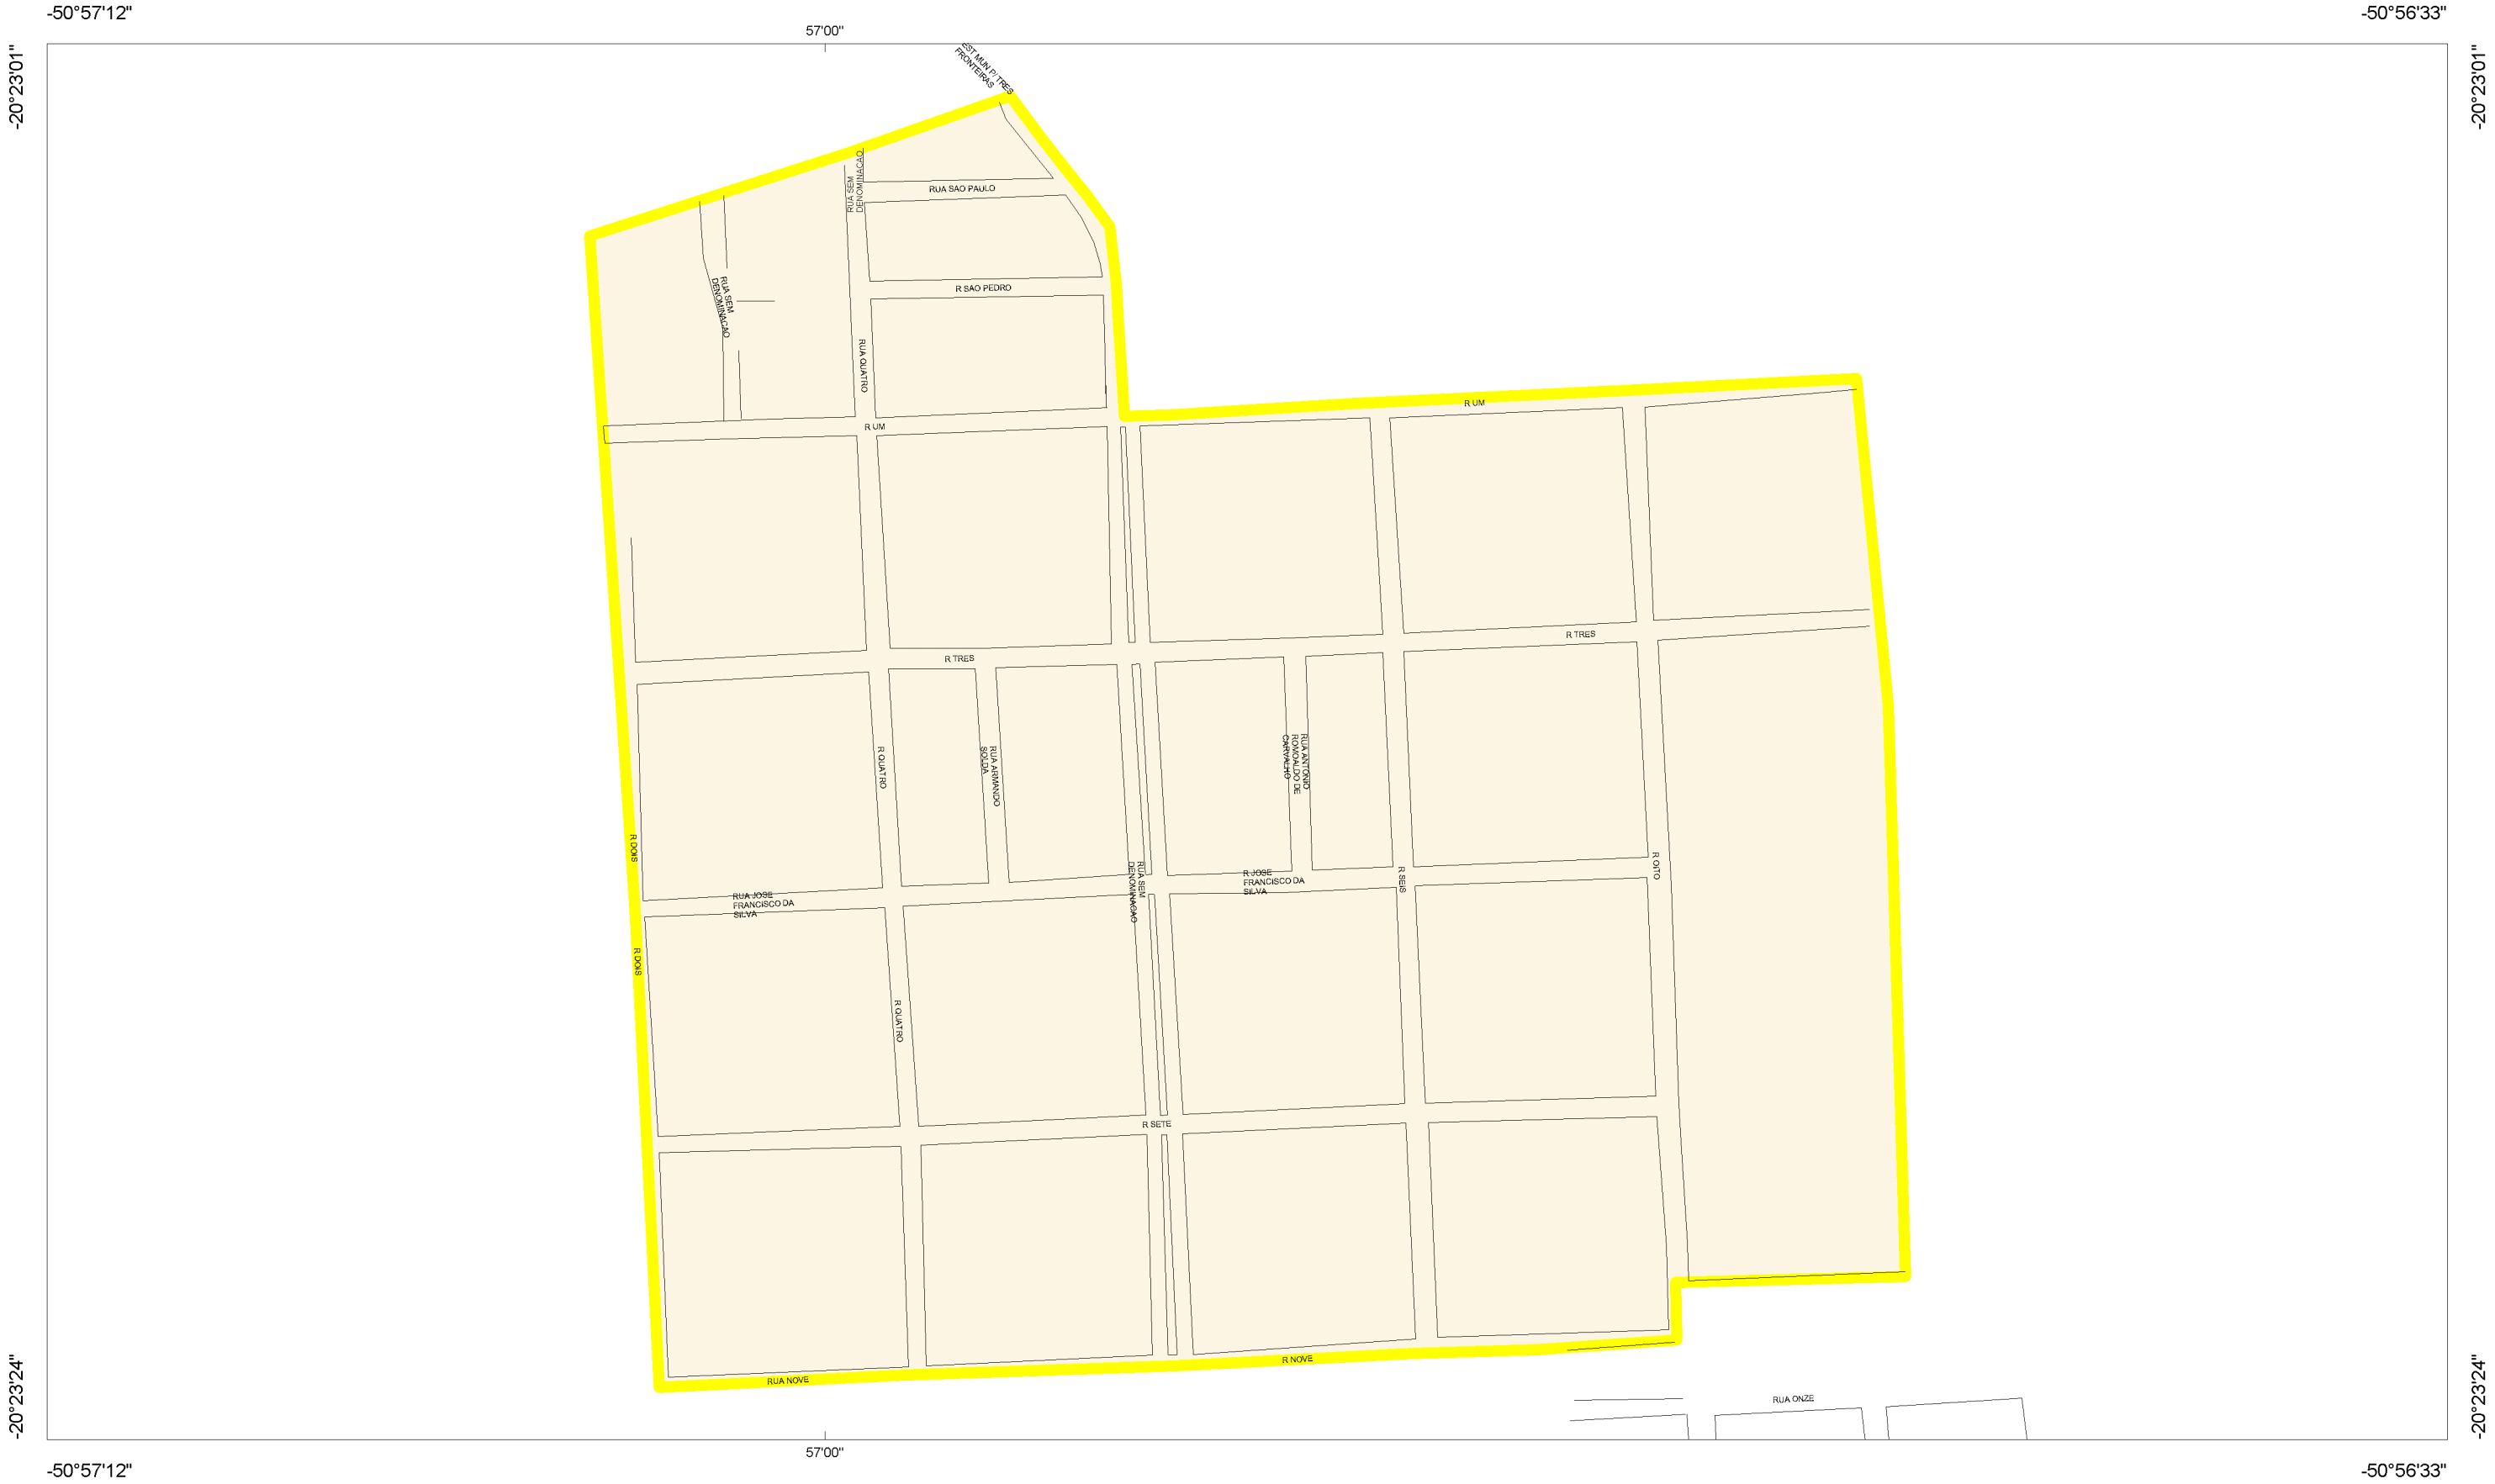 -50°57'12"
-50°56'33"
57'00"
-20°23'01"
-20°23'01"
EST MUN P/ TRES
FRONTEIRAS
RUA SEM
DENOMINACAO
RUA SAO PAULO
RUA SEM
DENOMINACAO
R SAO PEDRO
RUA QUATRO
R UM
R UM
R TRES
R TRES
R QUATRO
RUA ARMANDO
SOLDA
RUA ANTONIO
ROMOALDO DE
CARVALHO
R DOIS
R OITO
RUA SEM
DENOMINACAO
R JOSE
FRANCISCO DA
SILVA
R SEIS
RUA JOSE
FRANCISCO DA
SILVA
R DOIS
R QUATRO
R SETE
R NOVE
RUA NOVE
RUA ONZE
-20°23'24"
-20°23'24"
57'00"
-50°57'12"
-50°56'33"